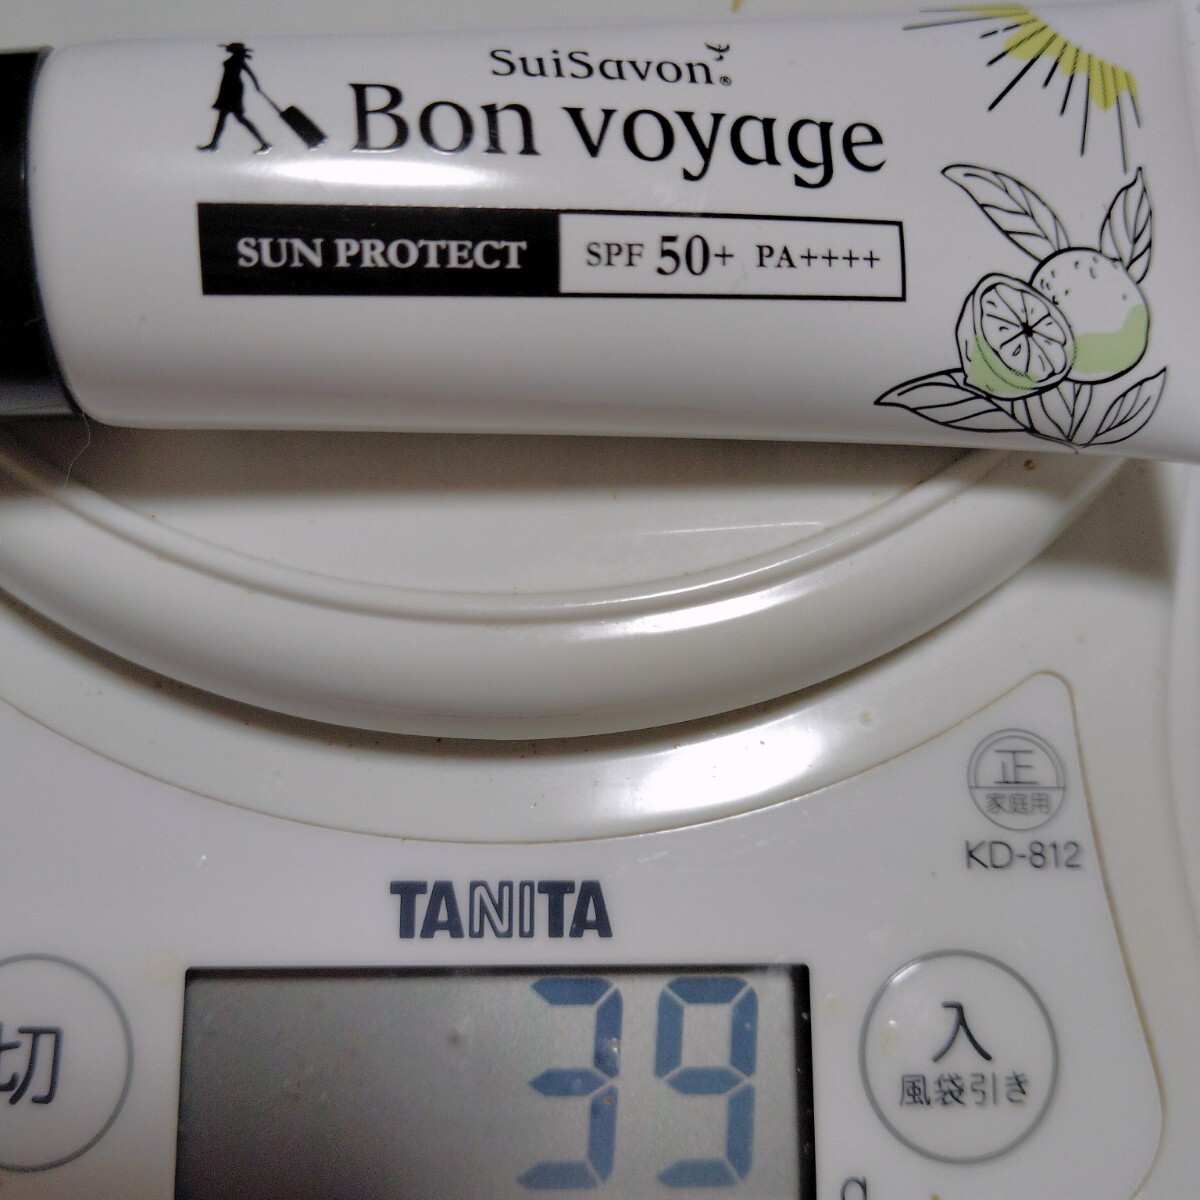 SuiSavon®
Bon voyage
SUN PROTECT SPF 50+ PA++++
正
家庭用
KD-812
TANITA
切
39
g
入
風袋引き